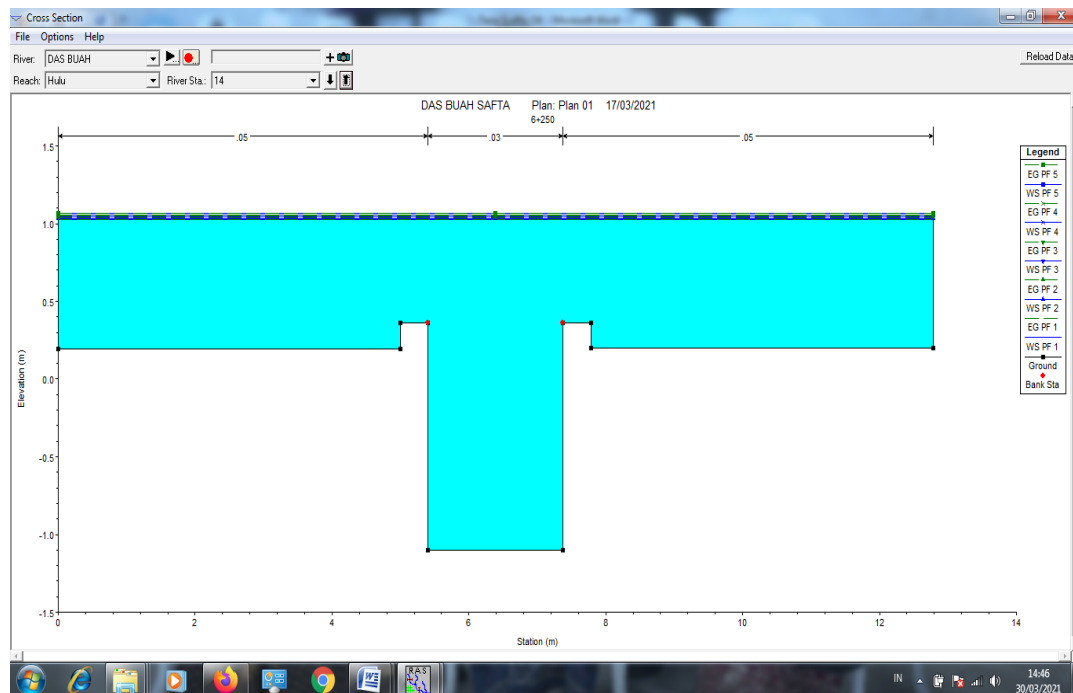 Cross Section
File Options Help
River: DAS BUAH
Reload Data
Reach: Hulu River Sta.: 14
DAS BUAH SAFTA Plan: Plan 01 17/03/2021
6+250
.05 .03 .05
1.5
1.0
0.5
0.0
-0.5
-1.0
-1.5
Elevation (m)
0 2 4 6 8 10 12 14
Station (m)
Legend
EG PF 5
WS PF 5
EG PF 4
WS PF 4
EG PF 3
WS PF 3
EG PF 2
WS PF 2
EG PF 1
WS PF 1
Ground
Bank Sta
RAS
IN
14:46
30/03/2021